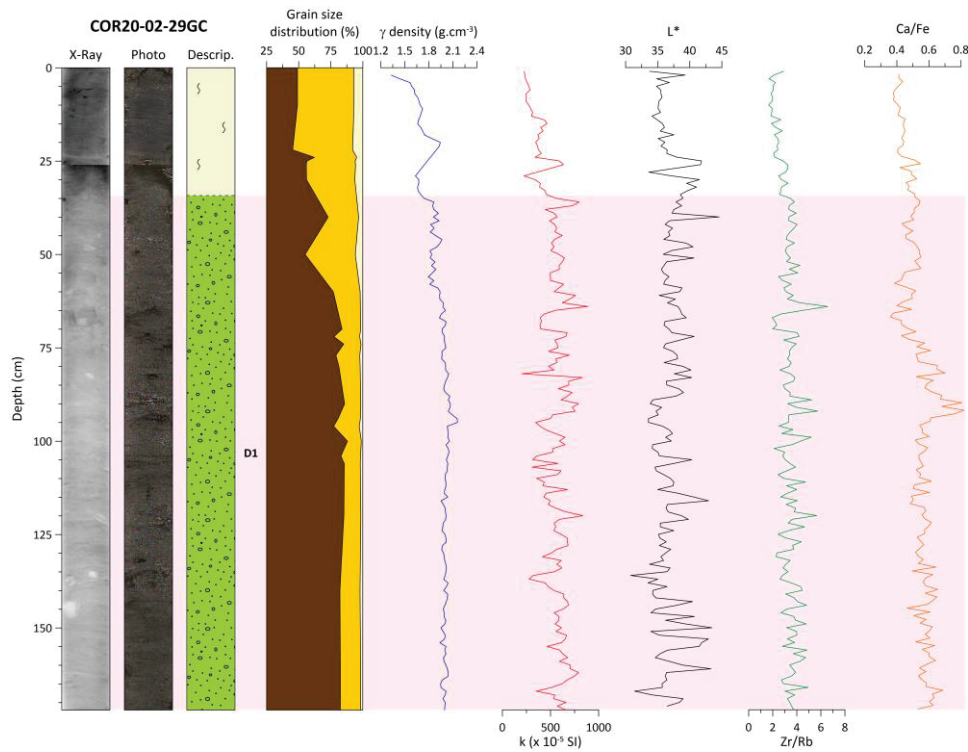 COR20-02-29GC
X-Ray
Photo
Descrip.
Grain size
distribution (%)
25 50 75 100
γ density (g.cm⁻³)
1.2 1.5 1.8 2.1 2.4
L*
30 35 40 45
Ca/Fe
0 0.2 0.4 0.6 0.8
0
25
50
75
100
125
150
Depth (cm)
D1
0 500 1000
k (x 10⁻⁵ SI)
0 2 4 6 8
Zr/Rb